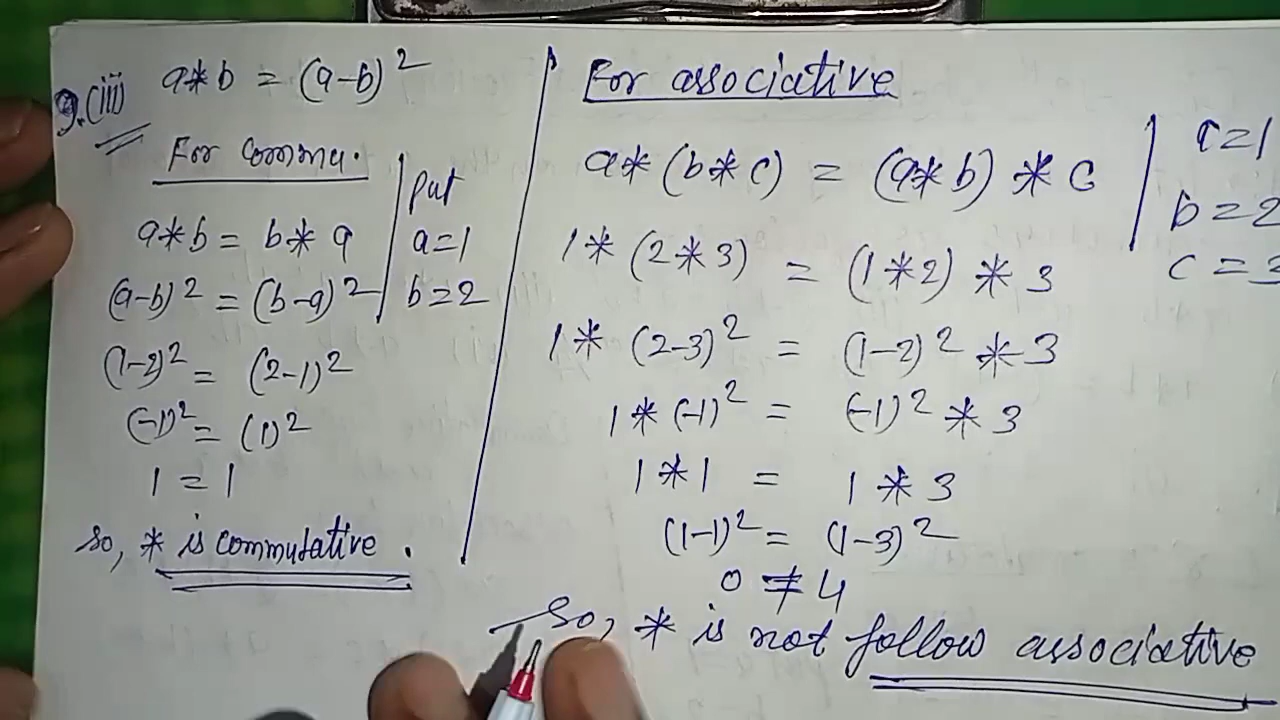 9.(iii) a*b = (a-b)²
For commu.
put
a*b = b*a
a=1
(a-b)² = (b-a)²
b=2
(1-2)² = (2-1)²
(-1)² = (1)²
1 = 1
so, * is commutative.
For associative
a*(b*c) = (a*b)*c
a=1
b=2
c=3
1*(2*3) = (1*2)*3
1*(2-3)² = (1-2)²*3
1*(-1)² = (-1)²*3
1*1 = 1*3
(1-1)² = (1-3)²
0 ≠ 4
So, * is not follow associative